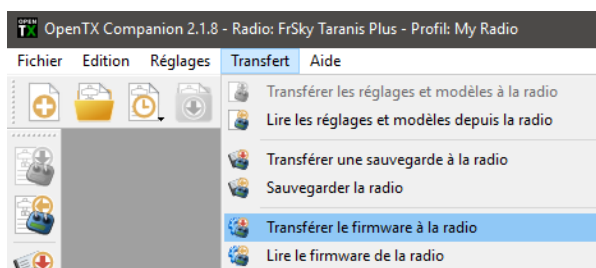 OPEN TX OpenTX Companion 2.1.8 - Radio: FrSky Taranis Plus - Profil: My Radio
Fichier Edition Réglages Transfert Aide
Transférer les réglages et modèles à la radio
Lire les réglages et modèles depuis la radio
Transférer une sauvegarde à la radio
Sauvegarder la radio
Transférer le firmware à la radio
Lire le firmware de la radio